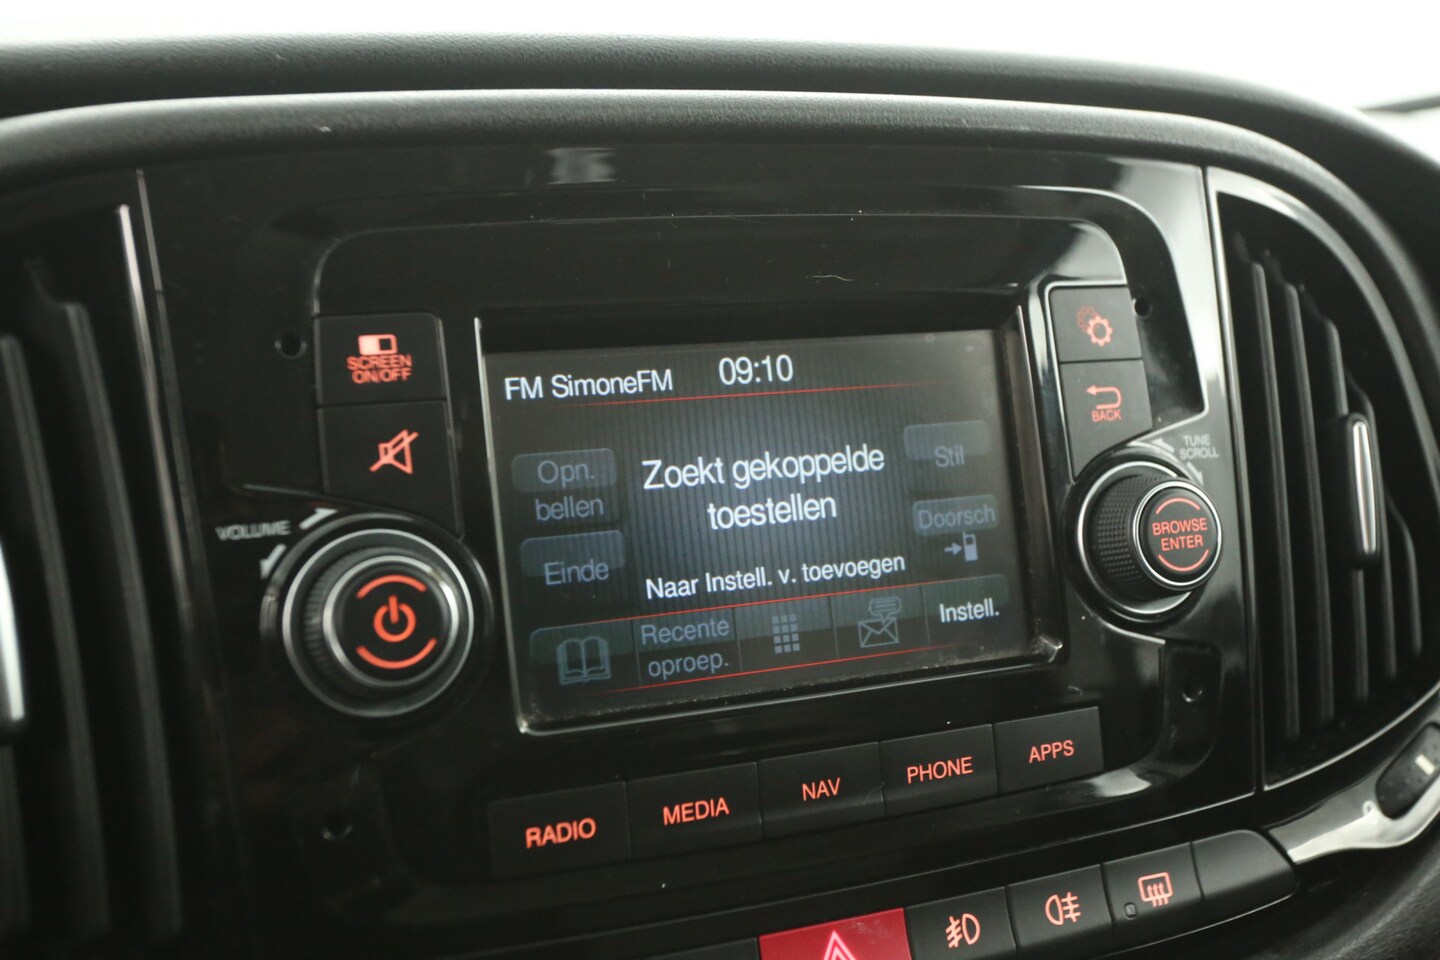 SCREEN
ON/OFF
VOLUME
FM SimoneFM 09:10
Opn.
bellen
Einde
Zoekt gekoppelde
toestellen
Naar Instell. v. toevoegen
Stil
Doorsch
Recente
oproep.
Instell.
BACK
TUNE
SCROLL
BROWSE
ENTER
RADIO MEDIA NAV PHONE APPS